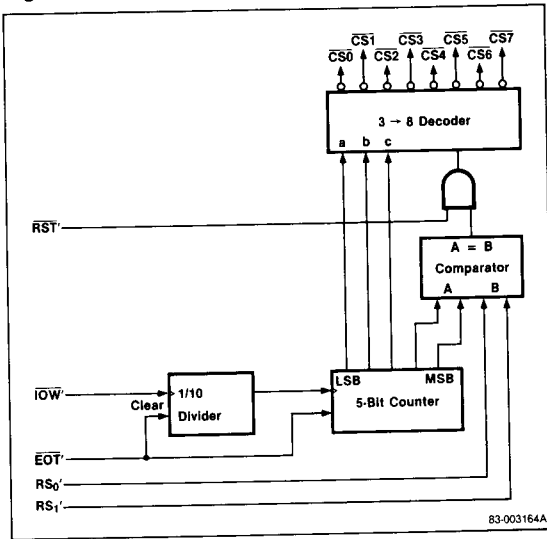 CS1 CS3 CS5 CS7
CS0 CS2 CS4 CS6
3 → 8 Decoder
a b c
RST'
A = B
Comparator
A B
LSB MSB
5-Bit Counter
IOW'
1/10
Clear
Divider
EOT'
RS0'
RS1'
83-003164A